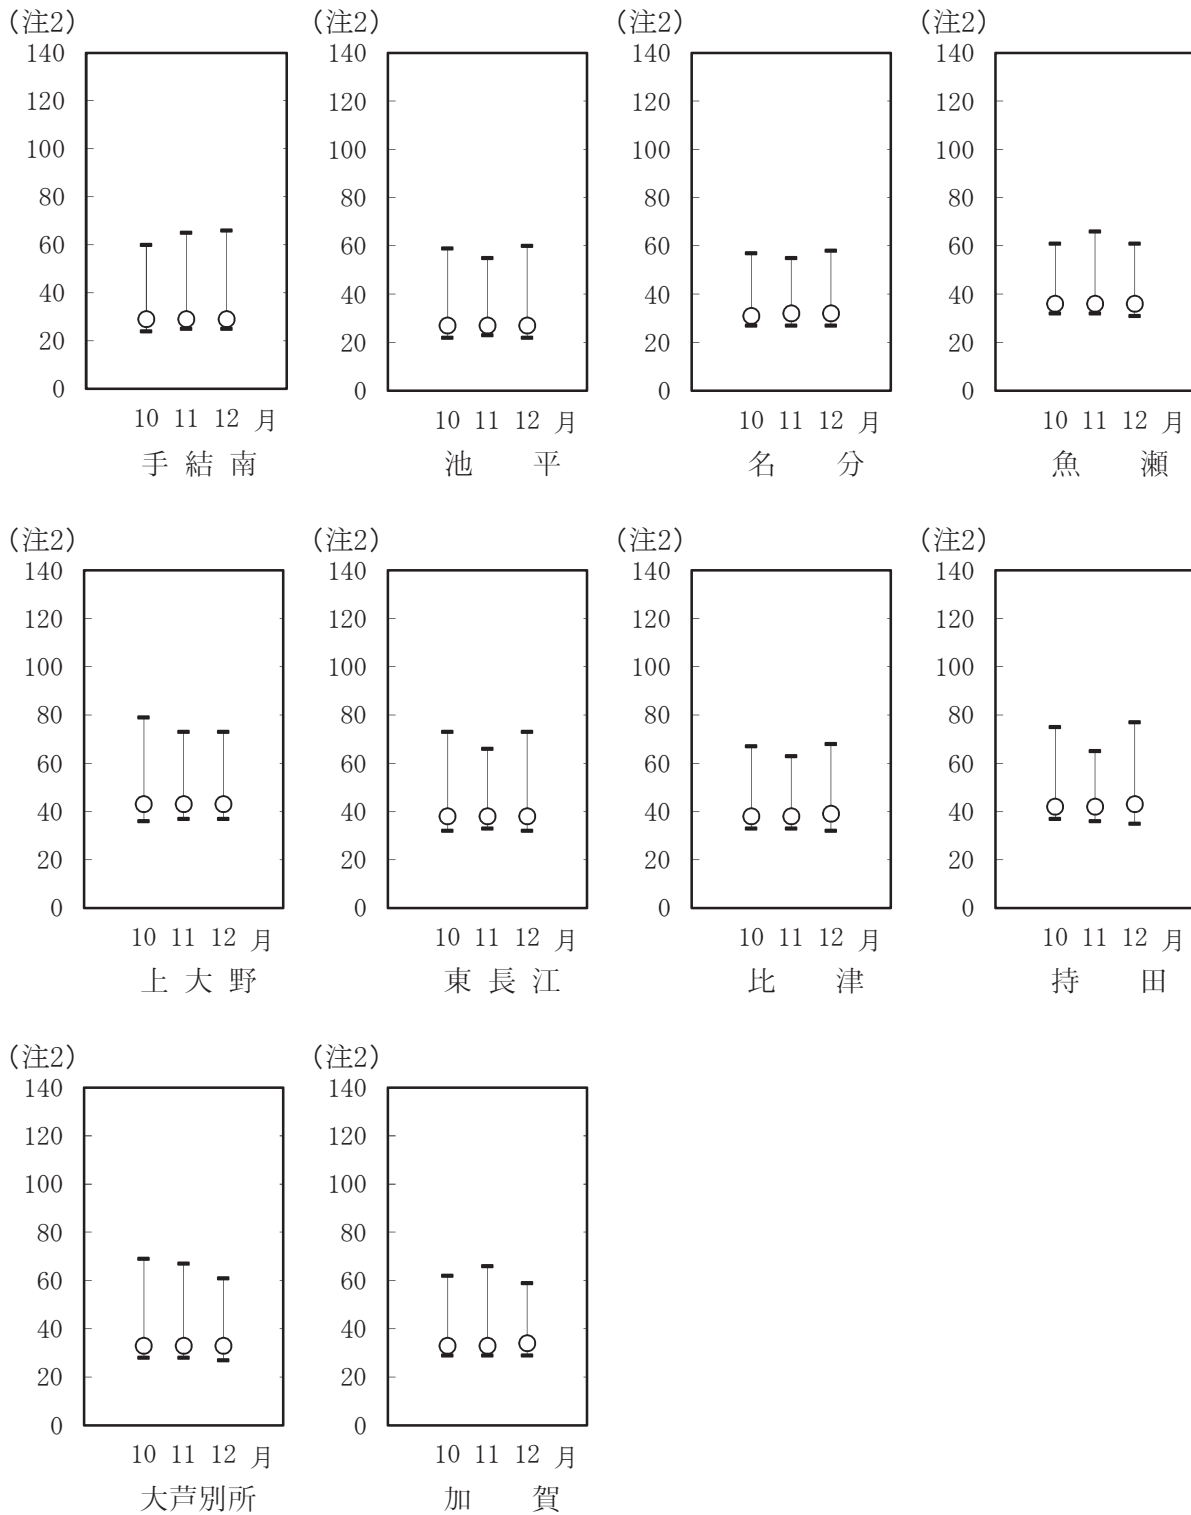 (注2) (注2) (注2) (注2)
140 140 140 140
120 120 120 120
100 100 100 100
80 80 80 80
60 60 60 60
40 40 40 40
20 20 20 20
0 0 0 0
10 11 12 月 10 11 12 月 10 11 12 月 10 11 12 月
手結南 池平 名分 魚瀬
(注2) (注2) (注2) (注2)
140 140 140 140
120 120 120 120
100 100 100 100
80 80 80 80
60 60 60 60
40 40 40 40
20 20 20 20
0 0 0 0
10 11 12 月 10 11 12 月 10 11 12 月 10 11 12 月
上大野 東長江 比津 持田
(注2) (注2)
140 140
120 120
100 100
80 80
60 60
40 40
20 20
0 0
10 11 12 月 10 11 12 月
大芦別所 加賀